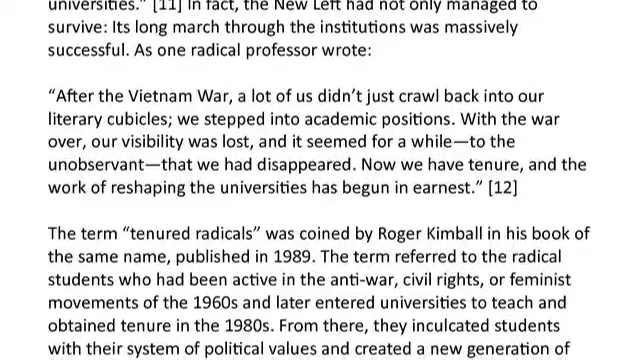 universities.” [11] In fact, the New Left had not only managed to
survive: Its long march through the institutions was massively
successful. As one radical professor wrote:
“After the Vietnam War, a lot of us didn’t just crawl back into our
literary cubicles; we stepped into academic positions. With the war
over, our visibility was lost, and it seemed for a while—to the
unobservant—that we had disappeared. Now we have tenure, and the
work of reshaping the universities has begun in earnest.” [12]
The term “tenured radicals” was coined by Roger Kimball in his book of
the same name, published in 1989. The term referred to the radical
students who had been active in the anti-war, civil rights, or feminist
movements of the 1960s and later entered universities to teach and
obtained tenure in the 1980s. From there, they inculcated students
with their system of political values and created a new generation of